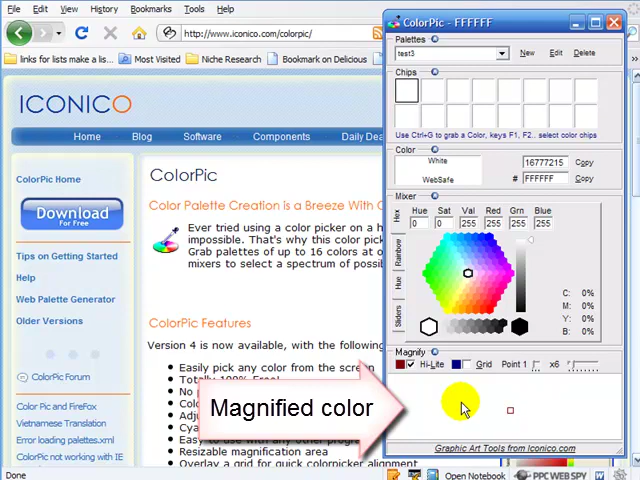 File Edit View History Bookmarks Tools Help
http://www.iconico.com/colorpic/
links for lists make a li...
Most Visited
Niche Research
Bookmark on Delicious
ICONICO
Home Blog Software Components Daily Dea
ColorPic Home
Download
For Free
Tips on Getting Started
Help
Web Palette Generator
Older Versions
ColorPic Forum
Color Pic and FireFox
Vietnamese Translation
Error loading palettes.xml
ColorPic not working with IE
ColorPic
Color Palette Creation is a Breeze With C
Ever tried using a color picker on a h
impossible. That's why this color pick
Grab palettes of up to 16 colors at o
mixers to select a spectrum of possib
ColorPic Features
Version 4 is now available, with the followin
Easily pick any color from the screen
Totally 100% Free!
No
Colo
Adju
Cya
Easy to use with any other progr
Resizable magnification area
Overlay a grid for quick colorpicker alignment
Magnified color
ColorPic - FFFFFF
Palettes
test3 New Edit Delete
Chips
Use Ctrl+G to grab a Color, keys F1, F2.. select color chips
Color
White 16777215 Copy
WebSafe # FFFFFF Copy
Mixer
Hex Rainbow Hue Sliders
Hue Sat Val Red Grn Blue
0 0 255 255 255 255
C: 0%
M: 0%
Y: 0%
B: 0%
Magnify
Hi-Lite Grid Point 1 x6
Graphic Art Tools from Iconico.com
Done
Open Notebook
PPC WEB SPY